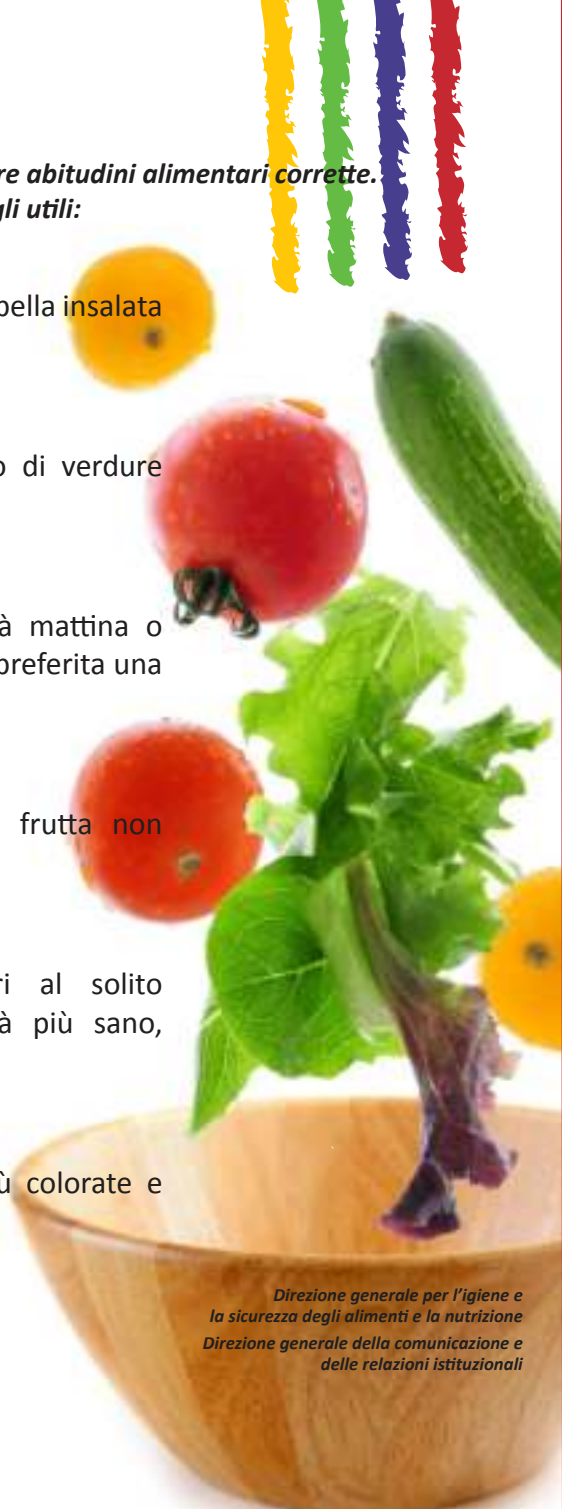 re abitudini alimentari corrette.
gli utili:
bella insalata
o di verdure
à mattina o
preferita una
frutta non
ri al solito
à più sano,
ù colorate e
Direzione generale per l'igiene e
la sicurezza degli alimenti e la nutrizione
Direzione generale della comunicazione e
delle relazioni istituzionali